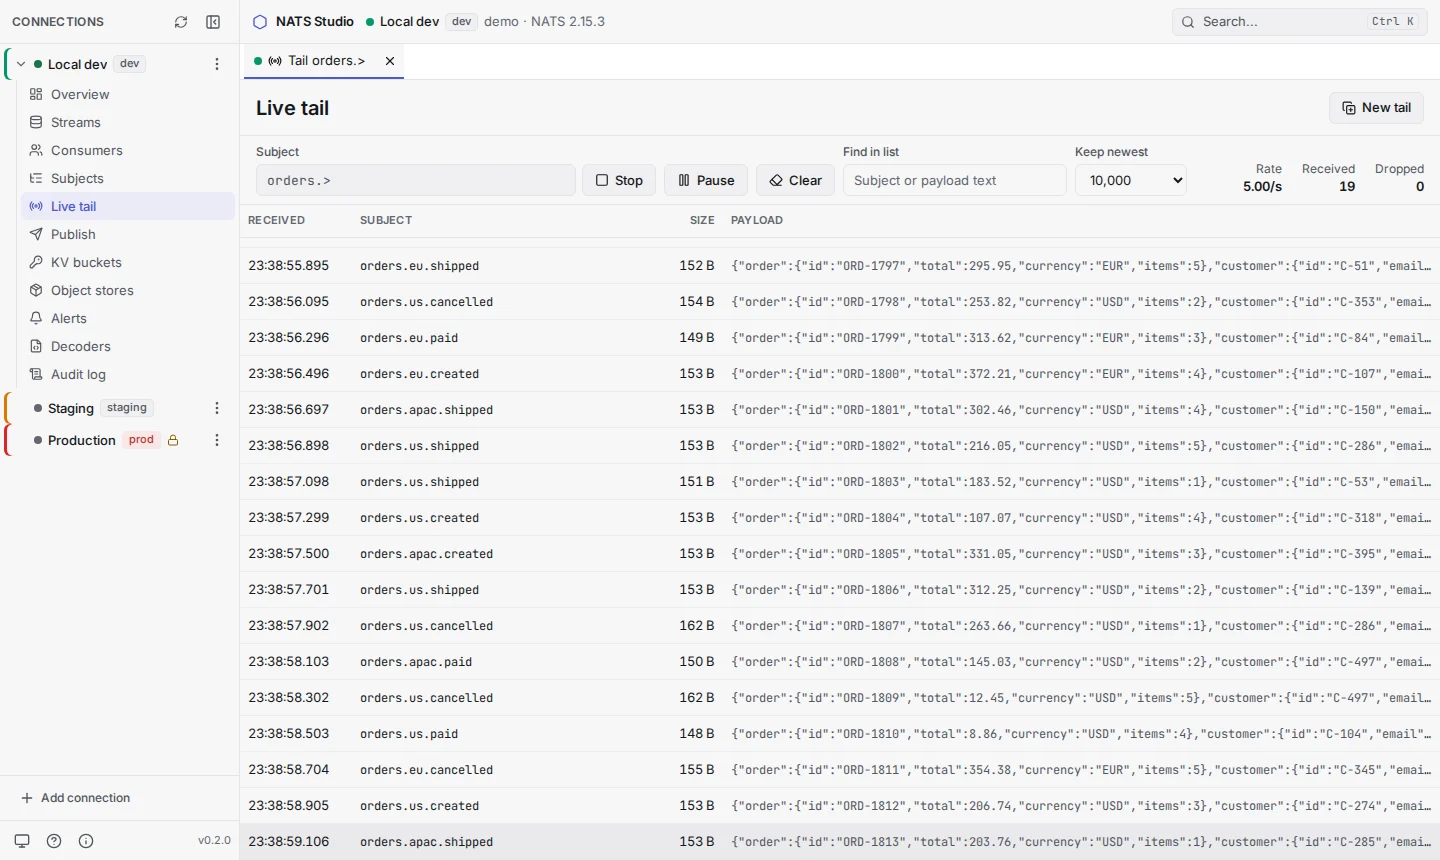 CONNECTIONS
NATS Studio Local dev dev demo · NATS 2.15.3
Search... Ctrl K
Local dev dev
Overview
Streams
Consumers
Subjects
Live tail
Publish
KV buckets
Object stores
Alerts
Decoders
Audit log
Staging staging
Production prod
Add connection
v0.2.0
Tail orders.>
Live tail
New tail
Subject
orders.>
Stop
Pause
Clear
Find in list
Subject or payload text
Keep newest
10,000
Rate Received Dropped
5.00/s 19 0
RECEIVED SUBJECT SIZE PAYLOAD
23:38:55.895 orders.eu.shipped 152 B {"order":{"id":"ORD-1797","total":295.95,"currency":"EUR","items":5},"customer":{"id":"C-51","email…
23:38:56.095 orders.us.cancelled 154 B {"order":{"id":"ORD-1798","total":253.82,"currency":"USD","items":2},"customer":{"id":"C-353","emai…
23:38:56.296 orders.eu.paid 149 B {"order":{"id":"ORD-1799","total":313.62,"currency":"EUR","items":3},"customer":{"id":"C-84","email…
23:38:56.496 orders.eu.created 153 B {"order":{"id":"ORD-1800","total":372.21,"currency":"EUR","items":4},"customer":{"id":"C-107","emai…
23:38:56.697 orders.apac.shipped 153 B {"order":{"id":"ORD-1801","total":302.46,"currency":"USD","items":4},"customer":{"id":"C-150","emai…
23:38:56.898 orders.us.shipped 153 B {"order":{"id":"ORD-1802","total":216.05,"currency":"USD","items":5},"customer":{"id":"C-286","emai…
23:38:57.098 orders.us.shipped 151 B {"order":{"id":"ORD-1803","total":183.52,"currency":"USD","items":1},"customer":{"id":"C-53","email…
23:38:57.299 orders.us.created 153 B {"order":{"id":"ORD-1804","total":107.07,"currency":"USD","items":4},"customer":{"id":"C-318","emai…
23:38:57.500 orders.apac.created 153 B {"order":{"id":"ORD-1805","total":331.05,"currency":"USD","items":3},"customer":{"id":"C-395","emai…
23:38:57.701 orders.us.shipped 153 B {"order":{"id":"ORD-1806","total":312.25,"currency":"USD","items":2},"customer":{"id":"C-139","emai…
23:38:57.902 orders.us.cancelled 162 B {"order":{"id":"ORD-1807","total":263.66,"currency":"USD","items":1},"customer":{"id":"C-286","emai…
23:38:58.103 orders.apac.paid 150 B {"order":{"id":"ORD-1808","total":145.03,"currency":"USD","items":2},"customer":{"id":"C-497","emai…
23:38:58.302 orders.us.cancelled 162 B {"order":{"id":"ORD-1809","total":12.45,"currency":"USD","items":5},"customer":{"id":"C-497","email…
23:38:58.503 orders.us.paid 148 B {"order":{"id":"ORD-1810","total":8.86,"currency":"USD","items":4},"customer":{"id":"C-104","email"…
23:38:58.704 orders.eu.cancelled 155 B {"order":{"id":"ORD-1811","total":354.38,"currency":"EUR","items":5},"customer":{"id":"C-345","emai…
23:38:58.905 orders.us.created 153 B {"order":{"id":"ORD-1812","total":206.74,"currency":"USD","items":3},"customer":{"id":"C-274","emai…
23:38:59.106 orders.apac.shipped 153 B {"order":{"id":"ORD-1813","total":203.76,"currency":"USD","items":1},"customer":{"id":"C-285","emai…